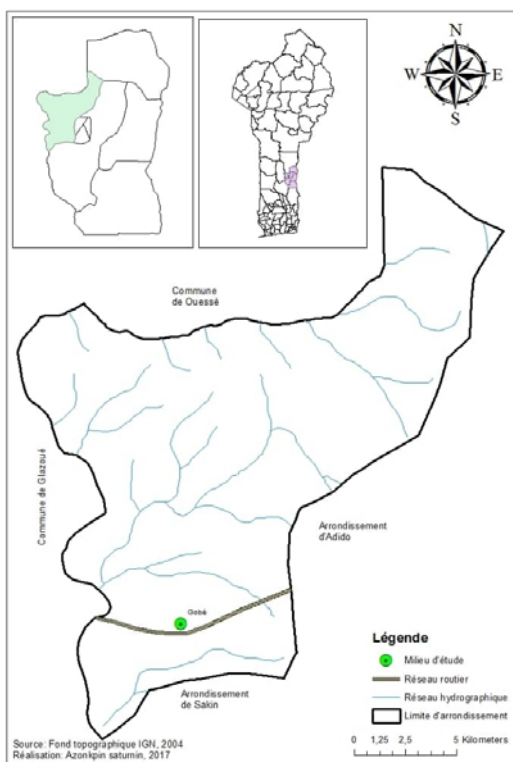 N
W E
S
Commune
de Ouessé
Commune de Glazoué
Arrondissement
d'Adido
Gobé
Arrondissement
de Sakin
Légende
Milieu d'étude
Réseau routier
Réseau hydrographique
Limite d'arrondissement
0 1,25 2,5 5 Kilometers
Source: Fond topographique IGN, 2004
Réalisation: Azonkpin saturnin, 2017